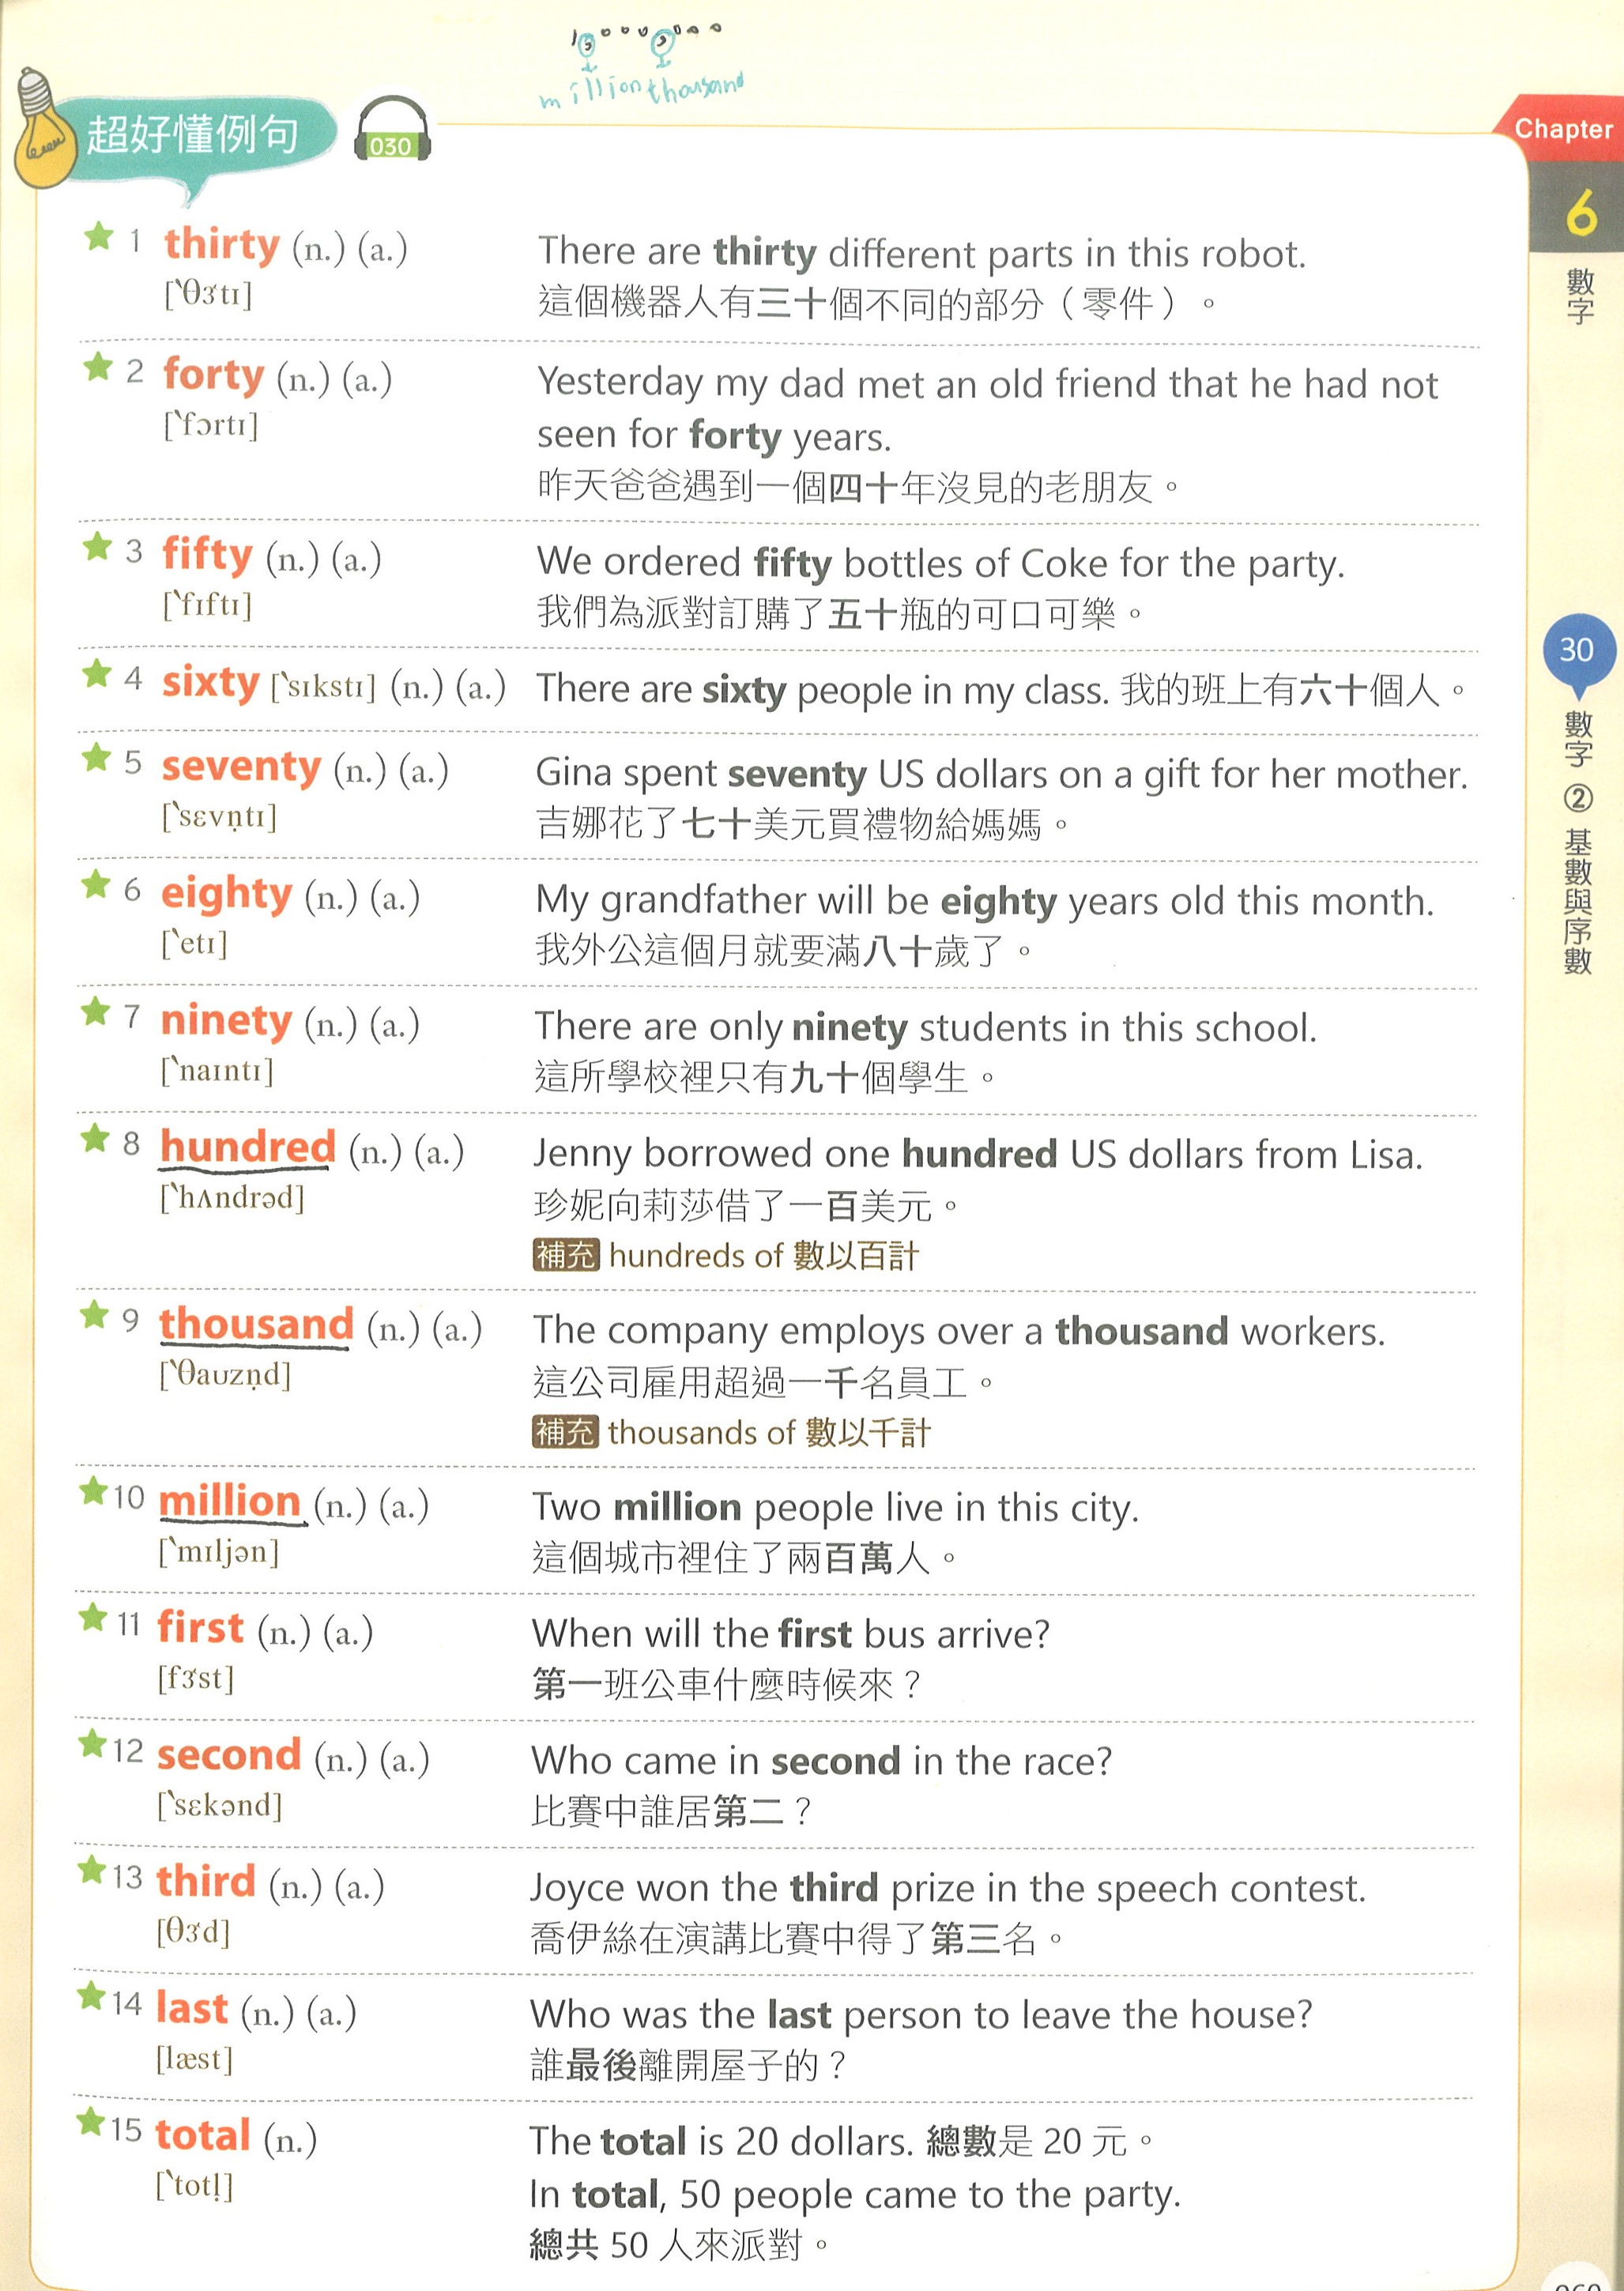 1,000,000
million thousand
超好懂例句
030
Chapter
6
數字
30
數字 ② 基數與序數
1 thirty (n.) (a.)
[ˋθɝtɪ]
There are thirty different parts in this robot.
這個機器人有三十個不同的部分（零件）。
2 forty (n.) (a.)
[ˋfɔrtɪ]
Yesterday my dad met an old friend that he had not
seen for forty years.
昨天爸爸遇到一個四十年沒見的老朋友。
3 fifty (n.) (a.)
[ˋfɪftɪ]
We ordered fifty bottles of Coke for the party.
我們為派對訂購了五十瓶的可口可樂。
4 sixty [ˋsɪkstɪ] (n.) (a.)
There are sixty people in my class. 我的班上有六十個人。
5 seventy (n.) (a.)
[ˋsɛvṇtɪ]
Gina spent seventy US dollars on a gift for her mother.
吉娜花了七十美元買禮物給媽媽。
6 eighty (n.) (a.)
[ˋetɪ]
My grandfather will be eighty years old this month.
我外公這個月就要滿八十歲了。
7 ninety (n.) (a.)
[ˋnaɪntɪ]
There are only ninety students in this school.
這所學校裡只有九十個學生。
8 hundred (n.) (a.)
[ˋhʌndrəd]
Jenny borrowed one hundred US dollars from Lisa.
珍妮向莉莎借了一百美元。
補充 hundreds of 數以百計
9 thousand (n.) (a.)
[ˋθaʊzṇd]
The company employs over a thousand workers.
這公司雇用超過一千名員工。
補充 thousands of 數以千計
10 million (n.) (a.)
[ˋmɪljən]
Two million people live in this city.
這個城市裡住了兩百萬人。
11 first (n.) (a.)
[fɝst]
When will the first bus arrive?
第一班公車什麼時候來？
12 second (n.) (a.)
[ˋsɛkənd]
Who came in second in the race?
比賽中誰居第二？
13 third (n.) (a.)
[θɝd]
Joyce won the third prize in the speech contest.
喬伊絲在演講比賽中得了第三名。
14 last (n.) (a.)
[læst]
Who was the last person to leave the house?
誰最後離開屋子的？
15 total (n.)
[ˋtotḷ]
The total is 20 dollars. 總數是 20 元。
In total, 50 people came to the party.
總共 50 人來派對。